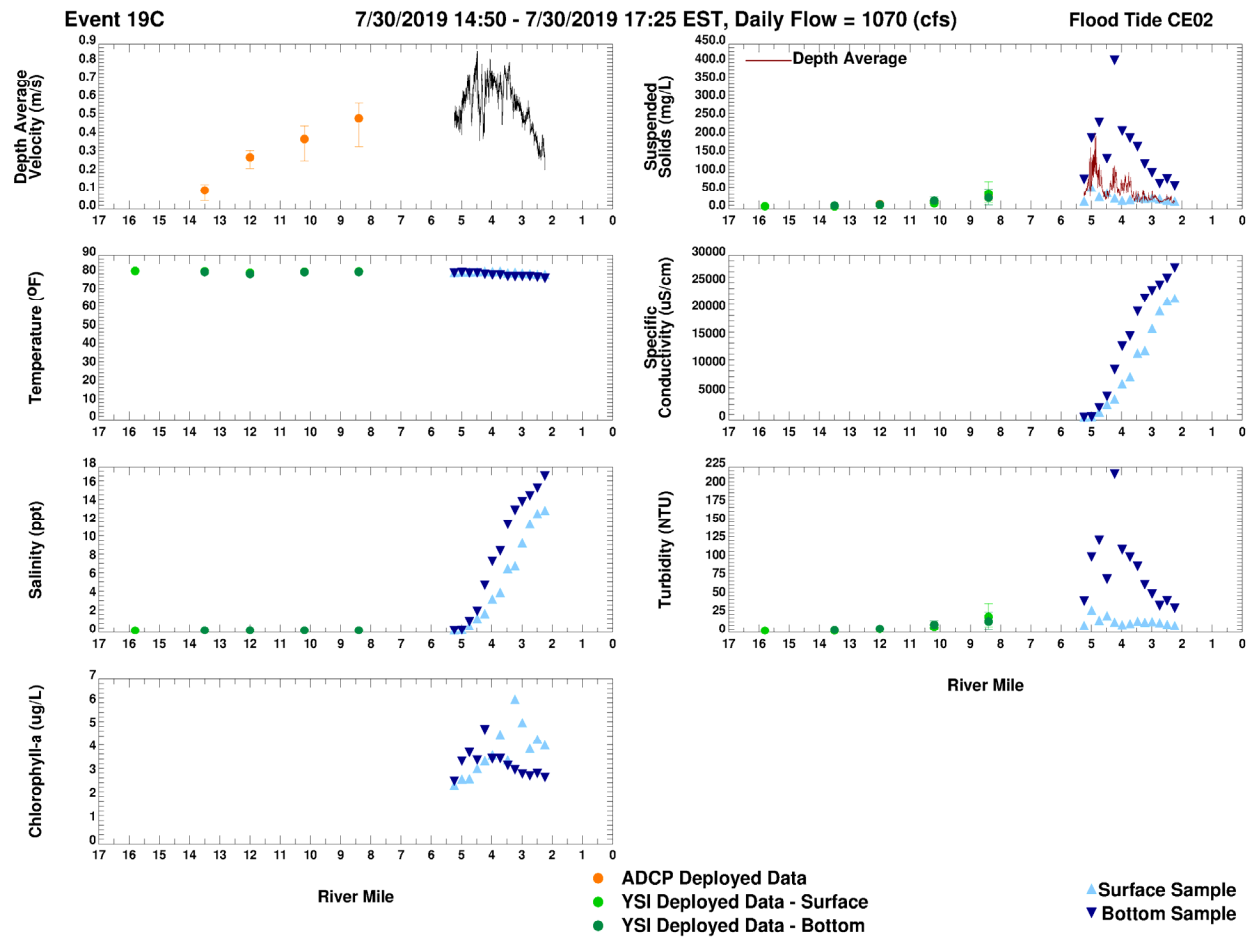 Event 19C 7/30/2019 14:50 - 7/30/2019 17:25 EST, Daily Flow = 1070 (cfs) Flood Tide CE02
Depth Average
Velocity (m/s)
0.9
0.8
0.7
0.6
0.5
0.4
0.3
0.2
0.1
0.0
17 16 15 14 13 12 11 10 9 8 7 6 5 4 3 2 1 0
Suspended
Solids (mg/L)
450.0
400.0
350.0
300.0
250.0
200.0
150.0
100.0
50.0
0.0
Depth Average
17 16 15 14 13 12 11 10 9 8 7 6 5 4 3 2 1 0
Temperature (ºF)
90
80
70
60
50
40
30
20
10
0
17 16 15 14 13 12 11 10 9 8 7 6 5 4 3 2 1 0
Specific
Conductivity (uS/cm)
30000
25000
20000
15000
10000
5000
0
17 16 15 14 13 12 11 10 9 8 7 6 5 4 3 2 1 0
Salinity (ppt)
18
16
14
12
10
8
6
4
2
0
17 16 15 14 13 12 11 10 9 8 7 6 5 4 3 2 1 0
Turbidity (NTU)
225
200
175
150
125
100
75
50
25
0
17 16 15 14 13 12 11 10 9 8 7 6 5 4 3 2 1 0
River Mile
Chlorophyll-a (ug/L)
7
6
5
4
3
2
1
0
17 16 15 14 13 12 11 10 9 8 7 6 5 4 3 2 1 0
River Mile
ADCP Deployed Data
YSI Deployed Data - Surface
YSI Deployed Data - Bottom
Surface Sample
Bottom Sample